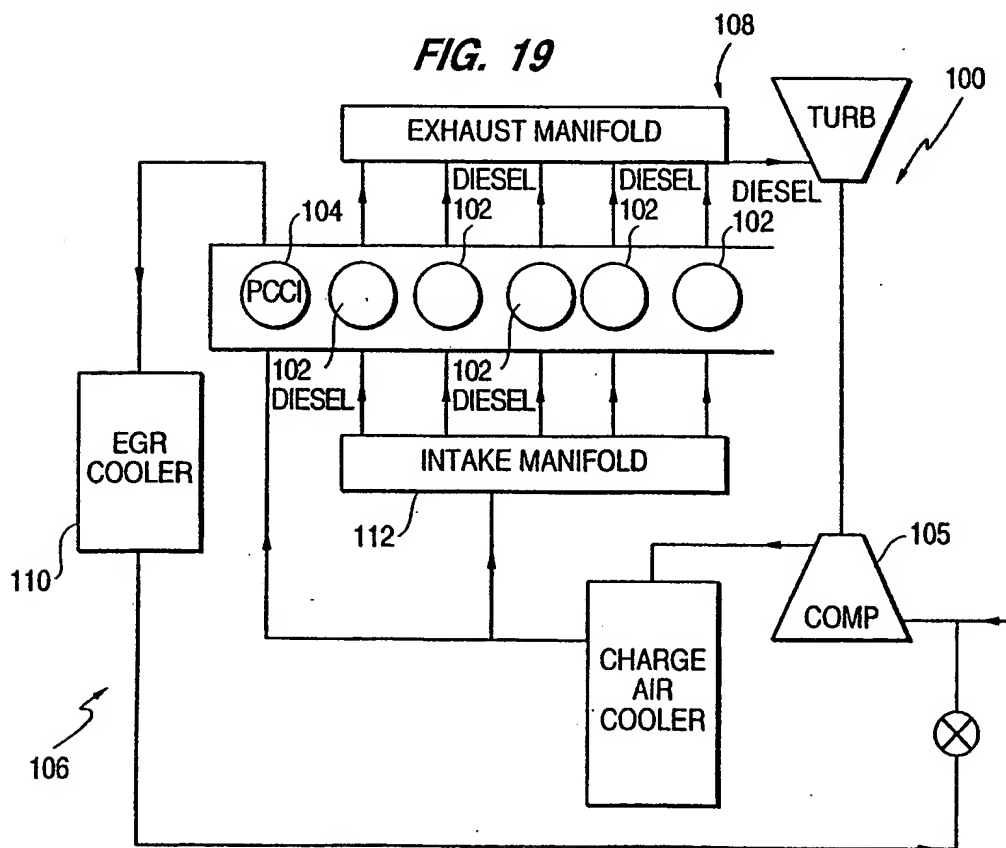 FIG. 19
108
TURB
100
EXHAUST MANIFOLD
DIESEL
DIESEL
DIESEL
104
102
102
102
PCCI
102
DIESEL
102
DIESEL
EGR
COOLER
INTAKE MANIFOLD
112
110
105
COMP
CHARGE
AIR
COOLER
106